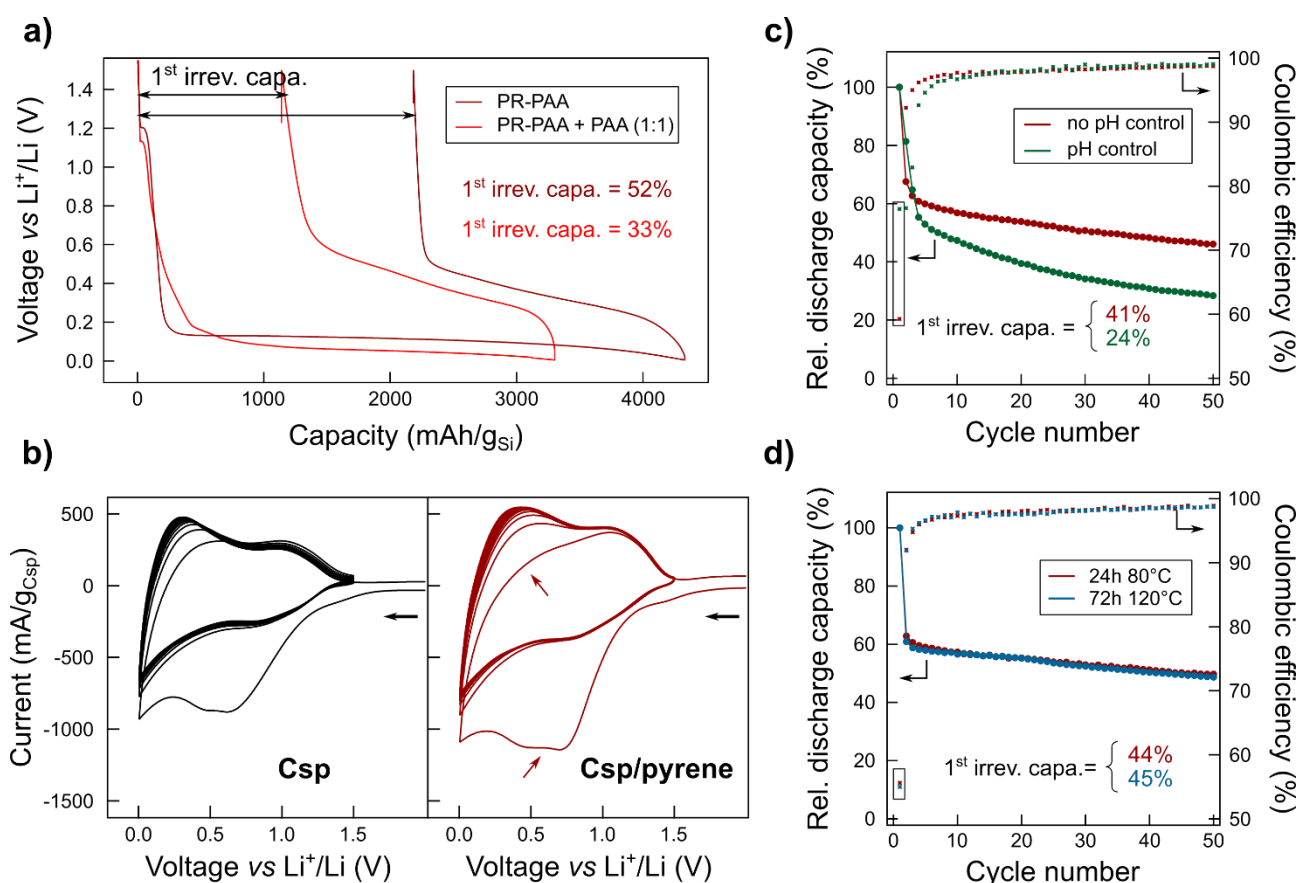 a)
Voltage vs Li⁺/Li (V)
1.4
1.2
1.0
0.8
0.6
0.4
0.2
0.0
1st irrev. capa.
PR-PAA
PR-PAA + PAA (1:1)
1st irrev. capa. = 52%
1st irrev. capa. = 33%
0 1000 2000 3000 4000
Capacity (mAh/gSi)
b)
Current (mA/gCsp)
500
0
-500
-1000
-1500
Csp
Csp/pyrene
0.0 0.5 1.0 1.5 0.0 0.5 1.0 1.5
Voltage vs Li⁺/Li (V) Voltage vs Li⁺/Li (V)
c)
Rel. discharge capacity (%)
100
80
60
40
20
0
no pH control
pH control
1st irrev. capa. = { 41%
24%
100
90
80
70
60
50
Coulombic efficiency (%)
0 10 20 30 40 50
Cycle number
d)
Rel. discharge capacity (%)
100
80
60
40
20
0
24h 80°C
72h 120°C
1st irrev. capa.= { 44%
45%
100
90
80
70
60
50
Coulombic efficiency (%)
0 10 20 30 40 50
Cycle number